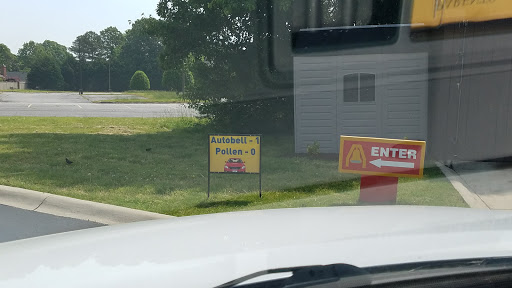 Autobell - 1
Pollen - 0
ENTER